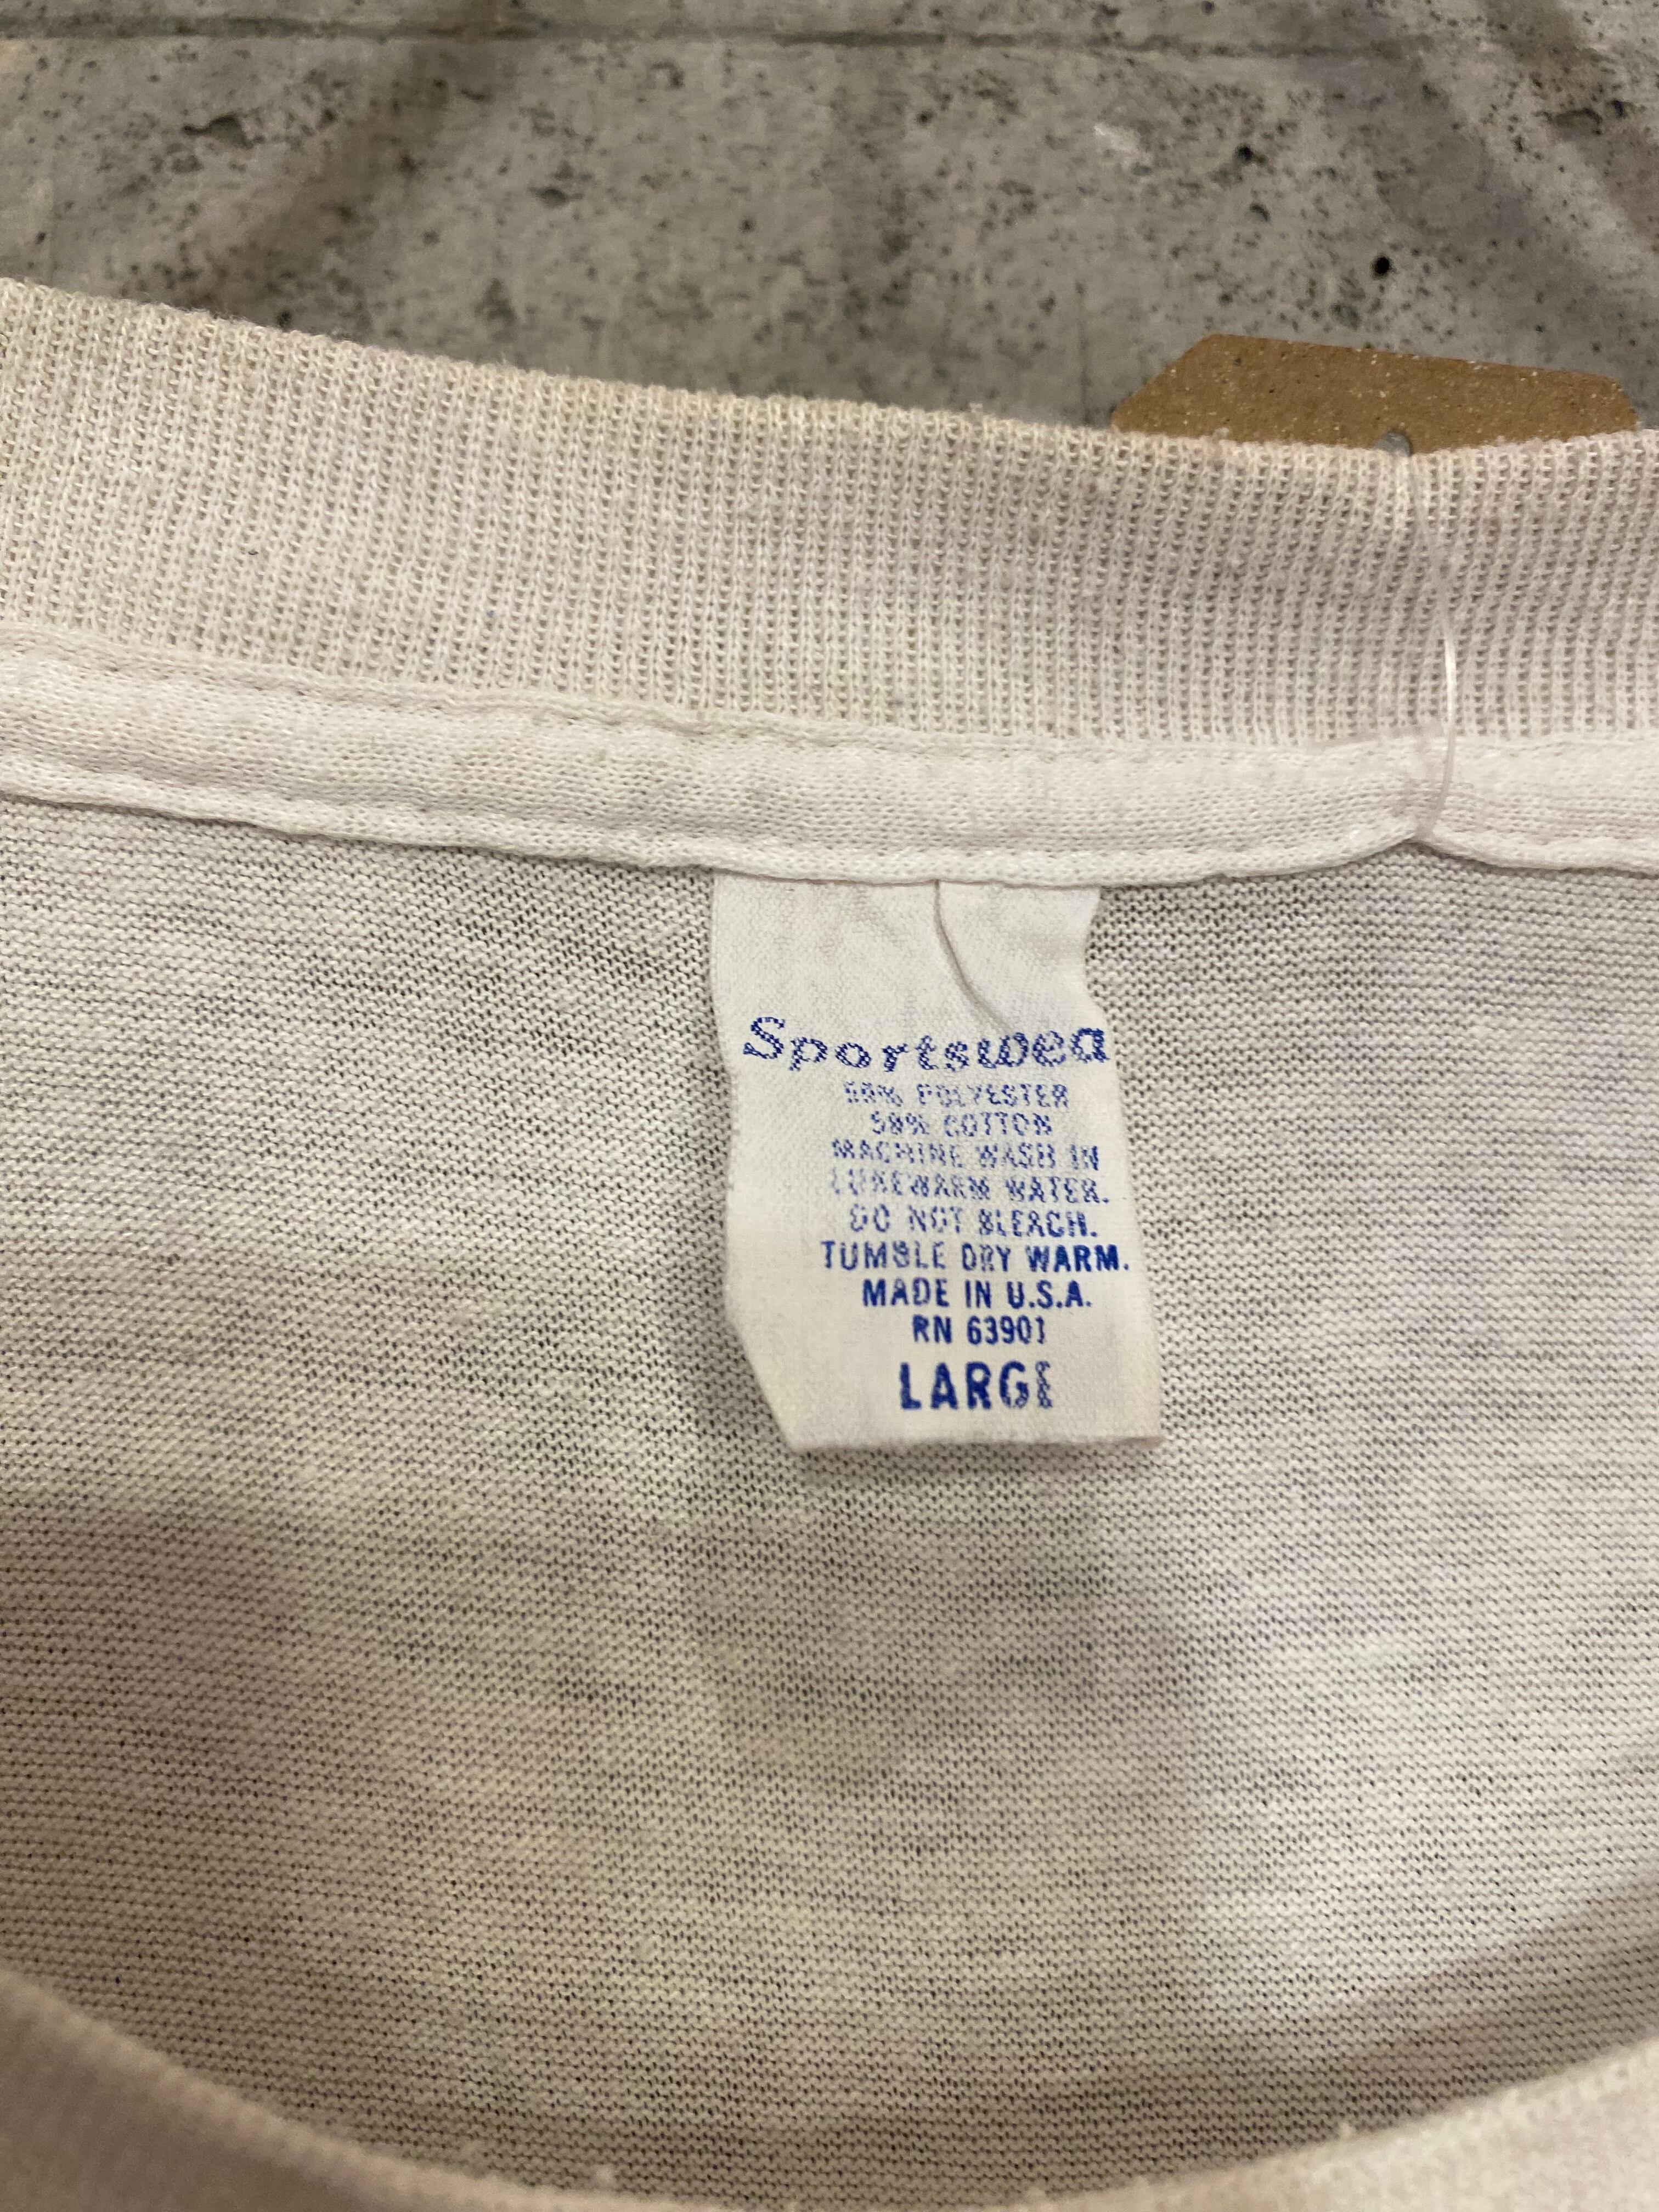 Sportswea
50% POLYESTER
50% COTTON
MACHINE WASH IN
LUKEWARM WATER.
DO NOT BLEACH.
TUMBLE DRY WARM.
MADE IN U.S.A.
RN 63901
LARGE